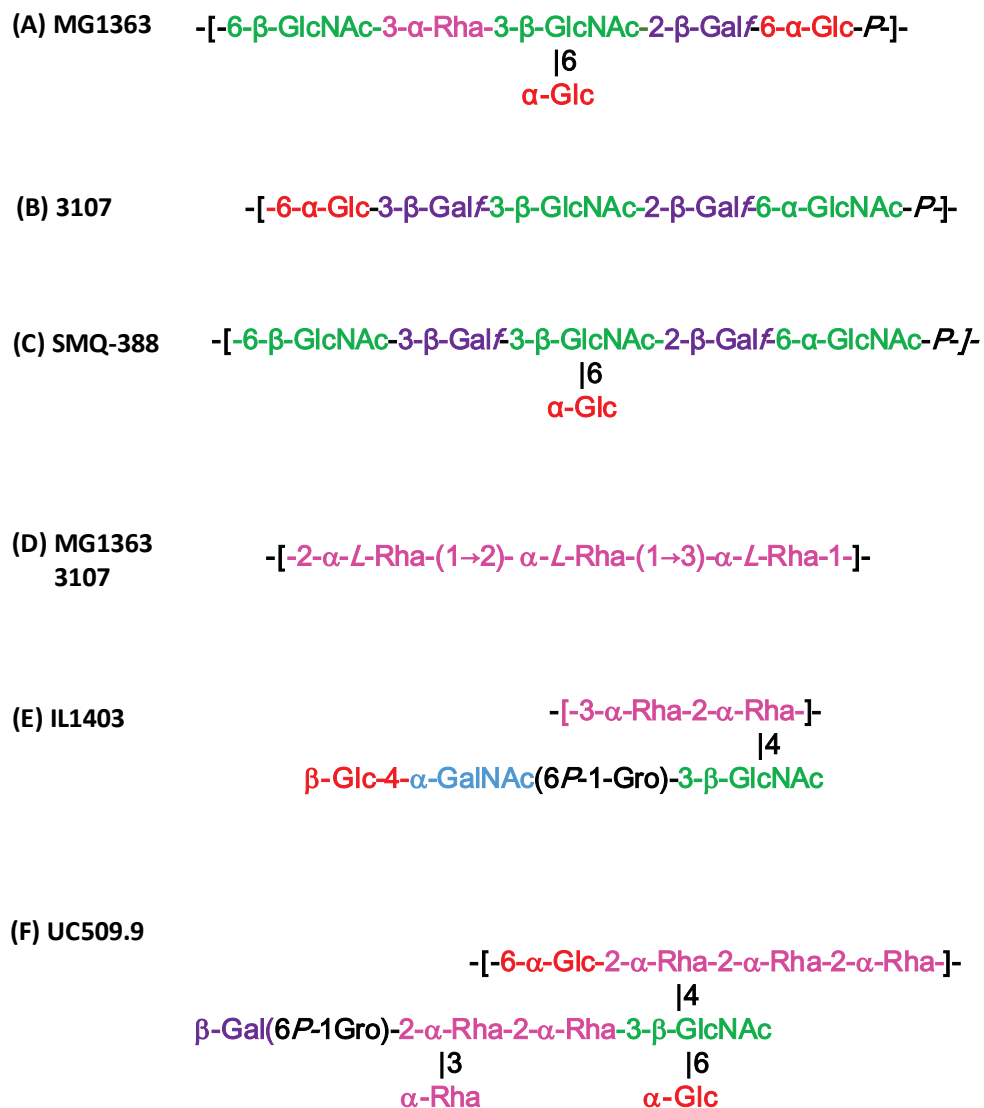 (A) MG1363 -[-6-β-GlcNAc-3-α-Rha-3-β-GlcNAc-2-β-Galf-6-α-Glc-P-]-
|6
α-Glc
(B) 3107 -[-6-α-Glc-3-β-Galf-3-β-GlcNAc-2-β-Galf-6-α-GlcNAc-P-]-
(C) SMQ-388 -[-6-β-GlcNAc-3-β-Galf-3-β-GlcNAc-2-β-Galf-6-α-GlcNAc-P-]-
|6
α-Glc
(D) MG1363
3107
-[-2-α-L-Rha-(1→2)- α-L-Rha-(1→3)-α-L-Rha-1-]-
(E) IL1403 -[-3-α-Rha-2-α-Rha-]-
|4
β-Glc-4-α-GalNAc(6P-1-Gro)-3-β-GlcNAc
(F) UC509.9
-[-6-α-Glc-2-α-Rha-2-α-Rha-2-α-Rha-]-
|4
β-Gal(6P-1Gro)-2-α-Rha-2-α-Rha-3-β-GlcNAc
|3 |6
α-Rha α-Glc